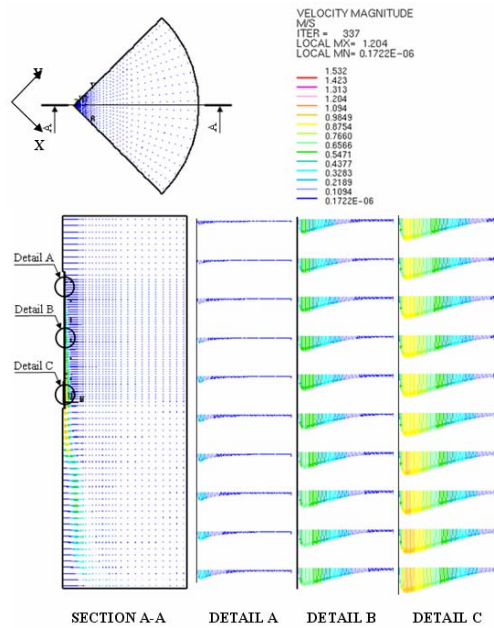 VELOCITY MAGNITUDE
M/S
ITER = 337
LOCAL MX= 1.204
LOCAL MN= 0.1722E-06
1.532
1.423
1.313
1.204
1.094
0.9849
0.8754
0.7660
0.6566
0.5471
0.4377
0.3283
0.2189
0.1094
0.1722E-06
Y
X
A
A
Detail A
Detail B
Detail C
SECTION A-A
DETAIL A
DETAIL B
DETAIL C